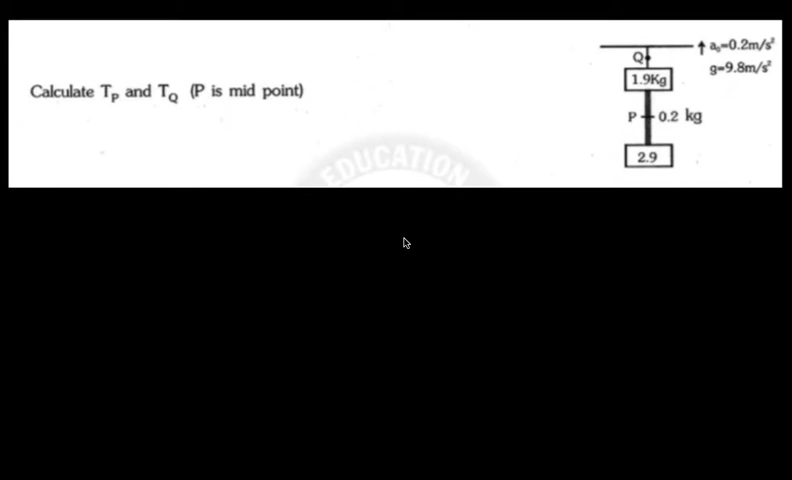 Calculate T_P and T_Q (P is mid point)
Q
a₀=0.2m/s²
g=9.8m/s²
1.9Kg
P 0.2 kg
2.9
EDUCATION